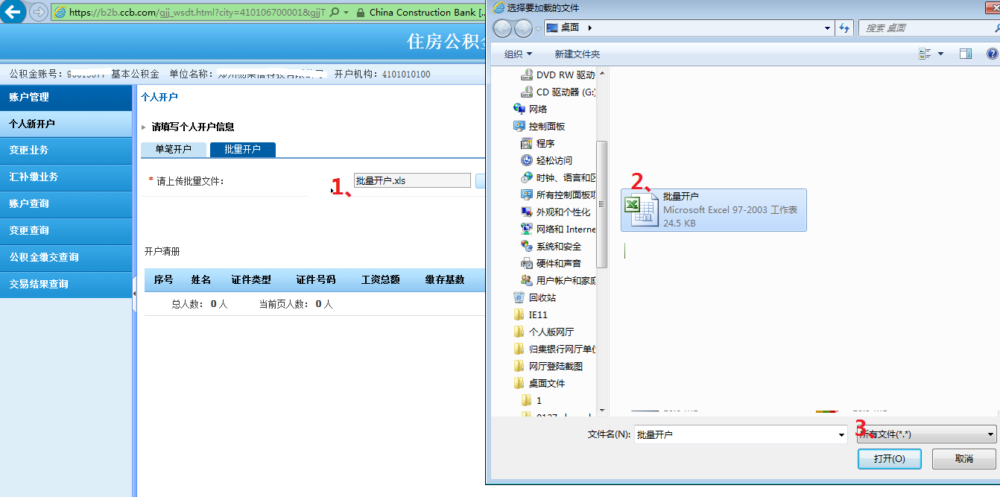 https://b2b.ccb.com/gjj_wsdt.html?city=410106700001&gjjT
China Construction Bank [...
住房公积金
公积金账号: 基本公积金 单位名称: 开户机构: 4101010100
账户管理
个人新开户
变更业务
汇补缴业务
账户查询
变更查询
公积金缴交查询
交易结果查询
个人开户
请填写个人开户信息
单笔开户 批量开户
* 请上传批量文件:
1、
批量开户.xls
开户清册
序号 姓名 证件类型 证件号码 工资总额 缴存基数
总人数: 0 人 当前页人数: 0 人
选择要加载的文件
桌面
搜索 桌面
组织 新建文件夹
DVD RW 驱动
CD 驱动器 (G:)
网络
控制面板
程序
轻松访问
时钟、语言和区
所有控制面板项
外观和个性化
网络和 Interne
系统和安全
硬件和声音
用户帐户和家庭
回收站
IE11
个人版网厅
归集银行网厅单位
网厅登陆截图
桌面文件
1
2、
批量开户
Microsoft Excel 97-2003 工作表
24.5 KB
文件名(N): 批量开户
3、
所有文件(*.*)
打开(O) 取消